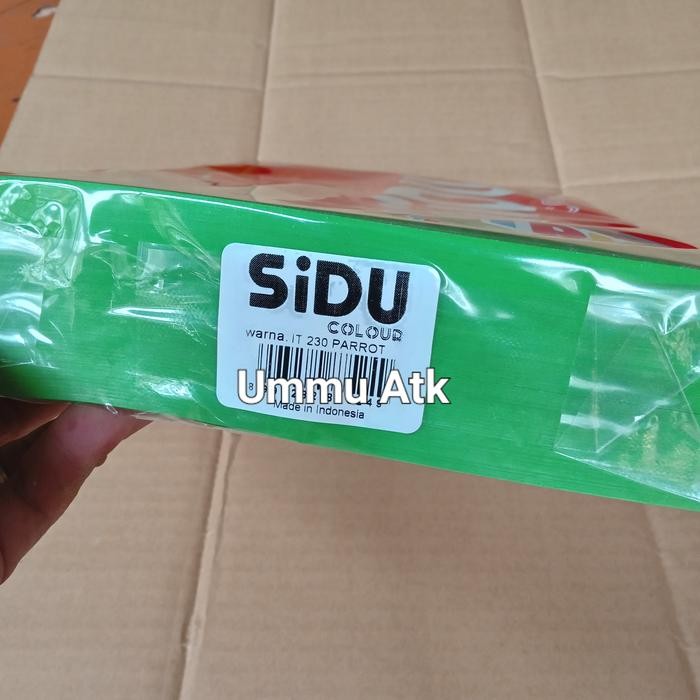 SiDU
COLOUR
warna. IT 230 PARROT
Ummu Atk
Made in Indonesia